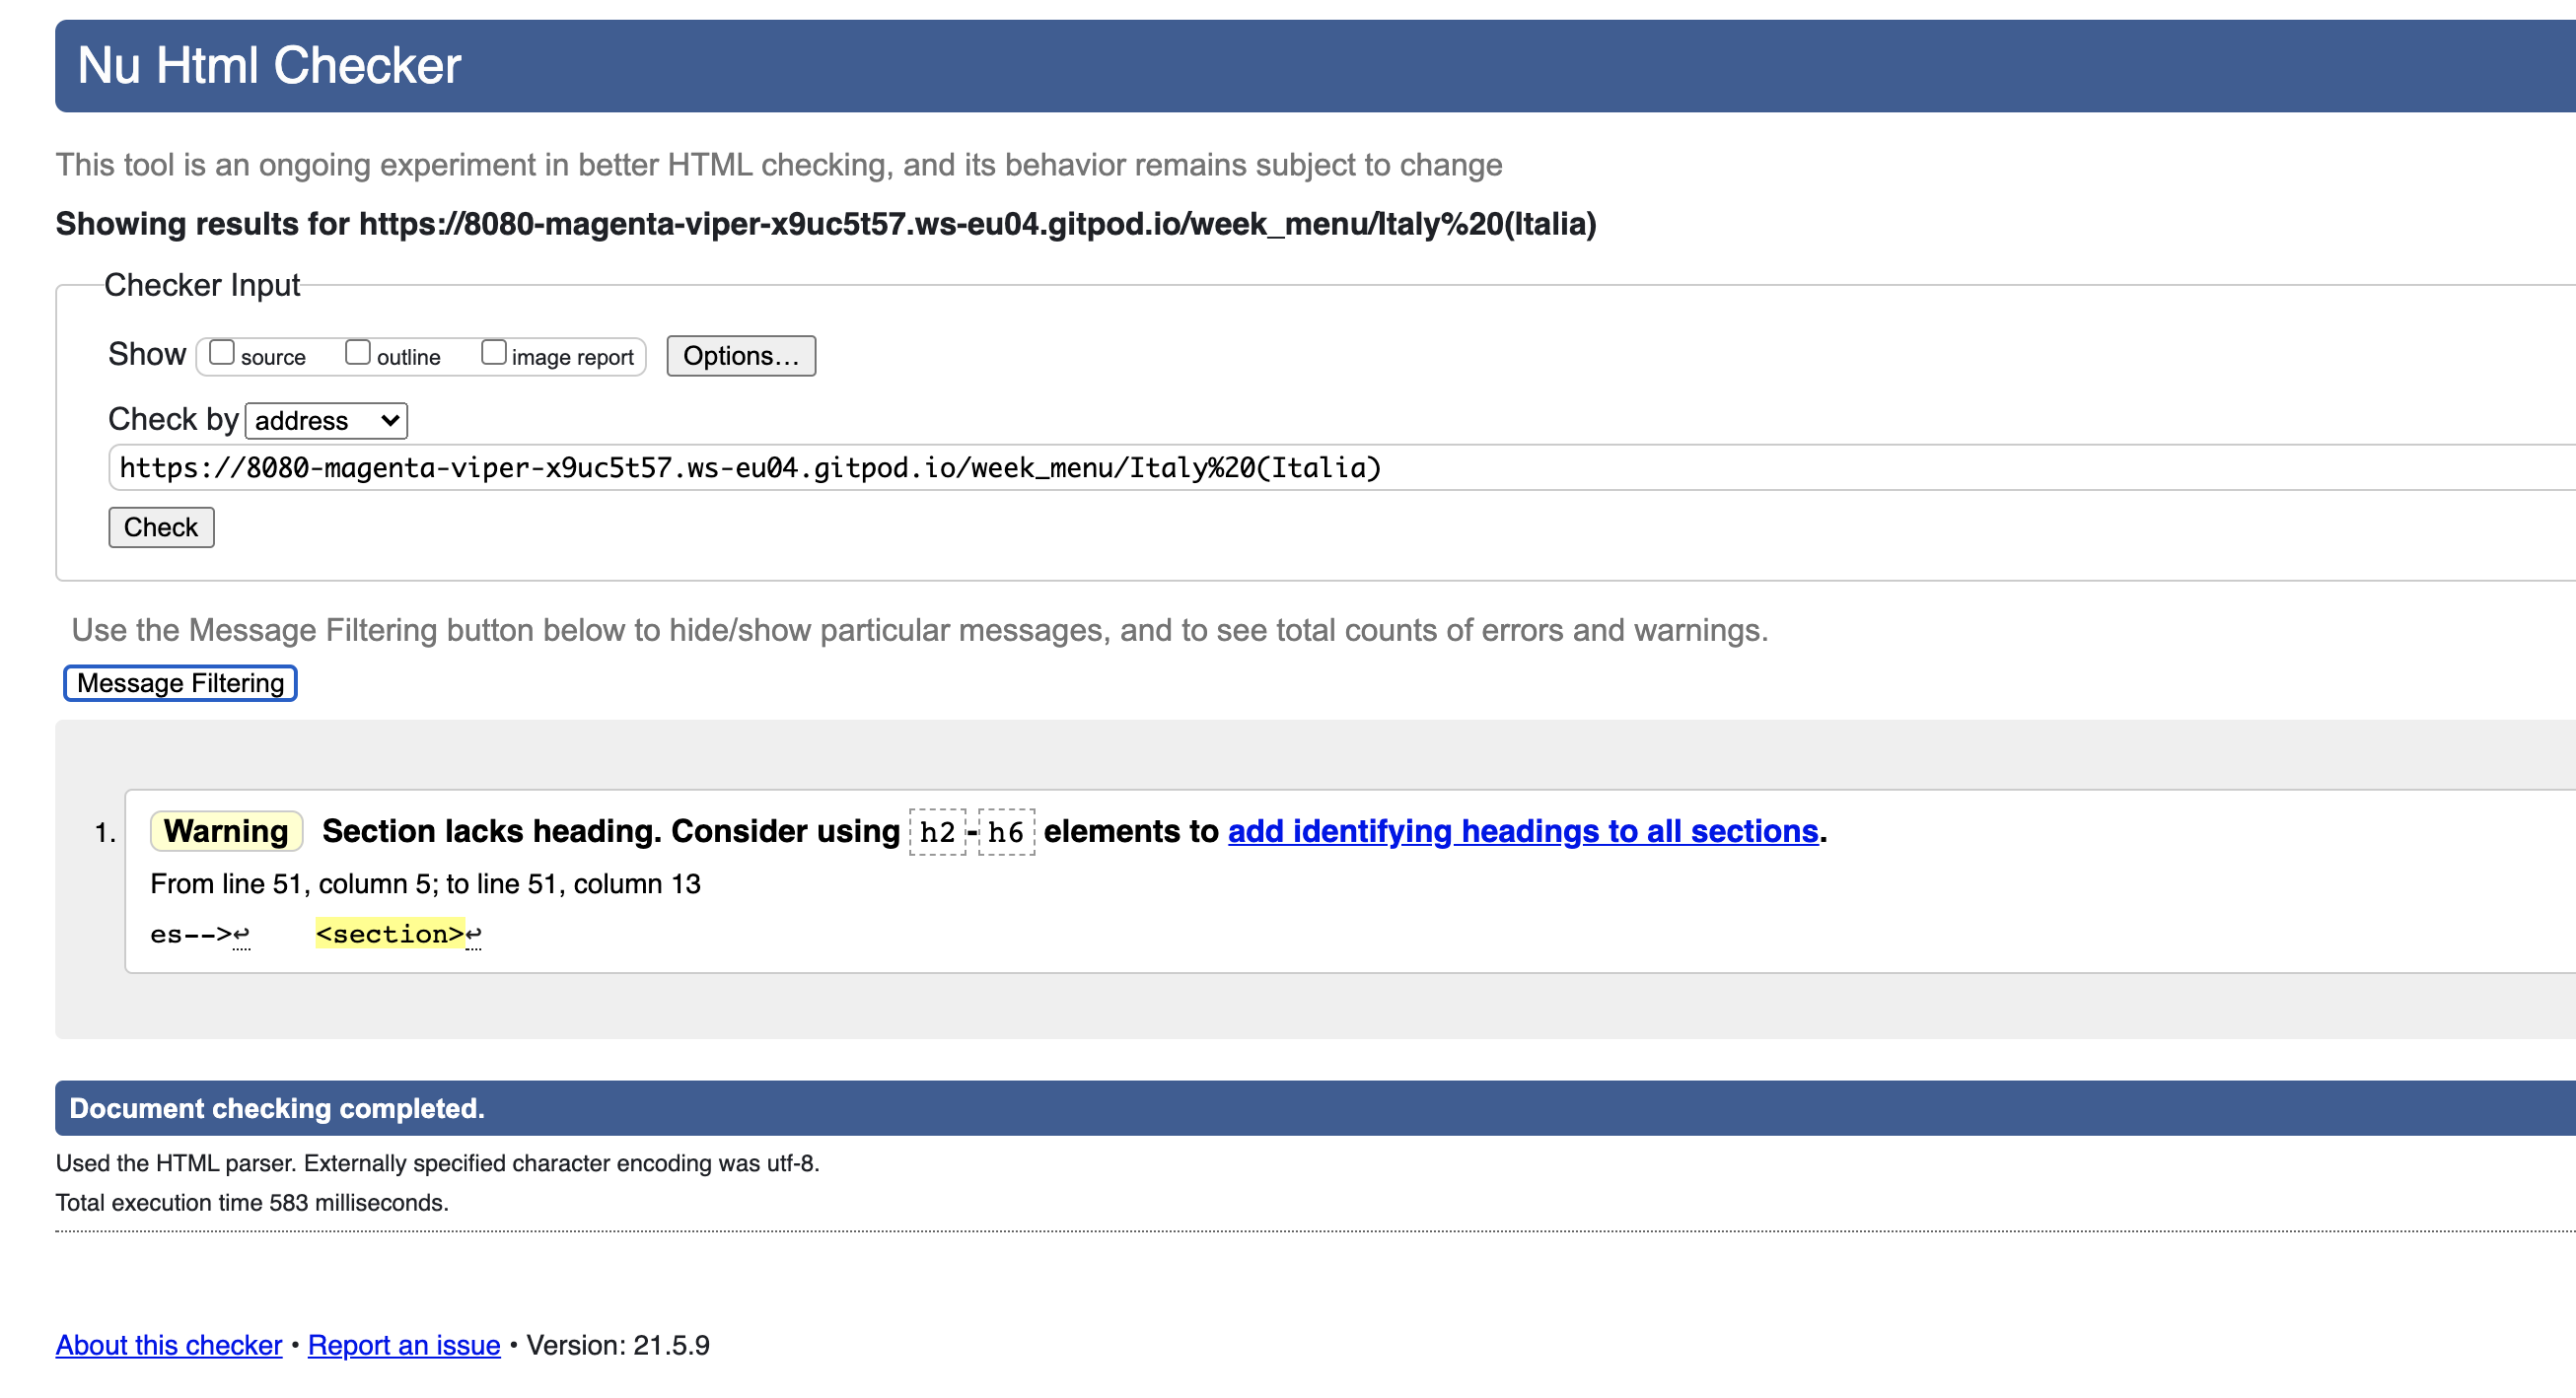 Nu Html Checker
This tool is an ongoing experiment in better HTML checking, and its behavior remains subject to change
Showing results for https://8080-magenta-viper-x9uc5t57.ws-eu04.gitpod.io/week_menu/Italy%20(Italia)
Checker Input
Show source outline image report Options...
Check by address
https://8080-magenta-viper-x9uc5t57.ws-eu04.gitpod.io/week_menu/Italy%20(Italia)
Check
Use the Message Filtering button below to hide/show particular messages, and to see total counts of errors and warnings.
Message Filtering
1. Warning Section lacks heading. Consider using h2-h6 elements to add identifying headings to all sections.
From line 51, column 5; to line 51, column 13
es-->↩ <section>↩
Document checking completed.
Used the HTML parser. Externally specified character encoding was utf-8.
Total execution time 583 milliseconds.
About this checker • Report an issue • Version: 21.5.9